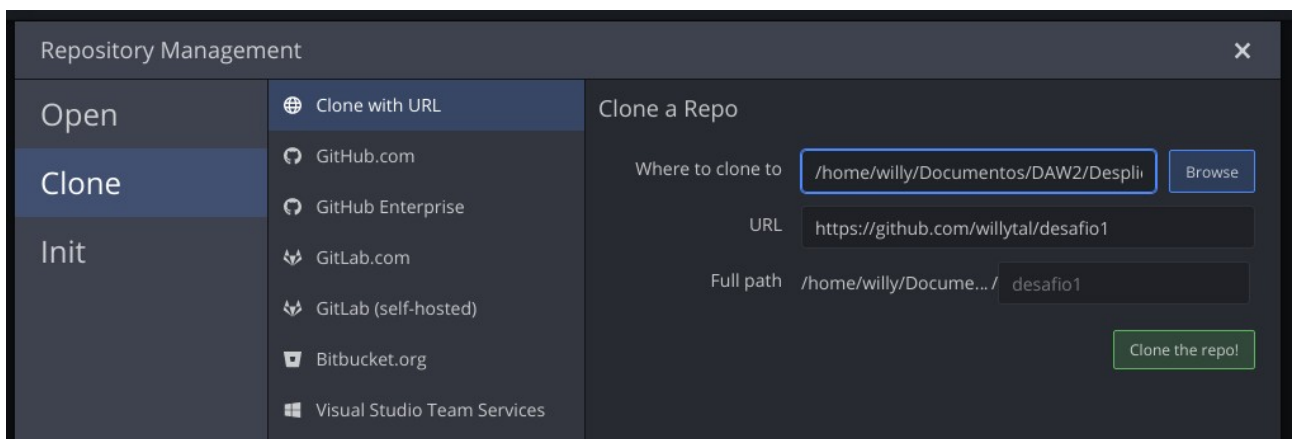 Repository Management
Open
Clone
Init
Clone with URL
GitHub.com
GitHub Enterprise
GitLab.com
GitLab (self-hosted)
Bitbucket.org
Visual Studio Team Services
Clone a Repo
Where to clone to /home/willy/Documentos/DAW2/Desplie Browse
URL https://github.com/willytal/desafio1
Full path /home/willy/Docume... / desafio1
Clone the repo!